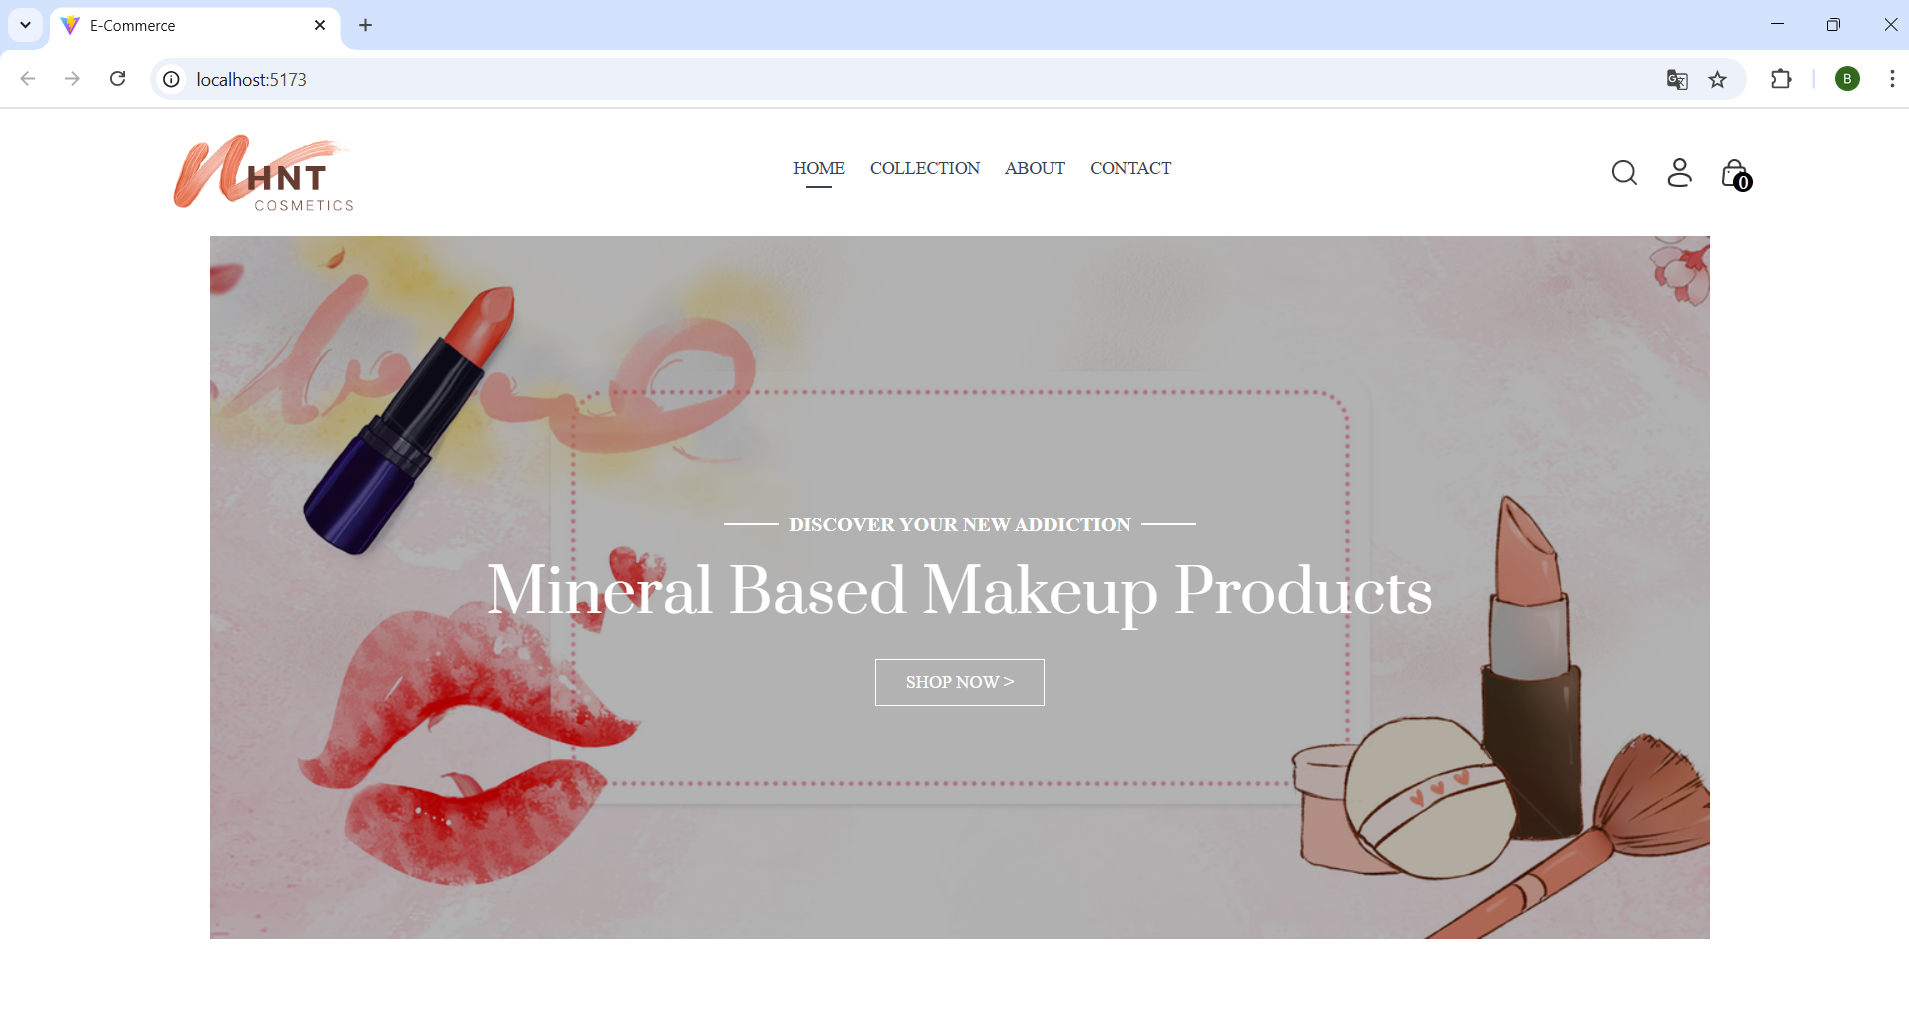 E-Commerce
localhost:5173
B
HNT
COSMETICS
HOME COLLECTION ABOUT CONTACT
0
DISCOVER YOUR NEW ADDICTION
Mineral Based Makeup Products
SHOP NOW >